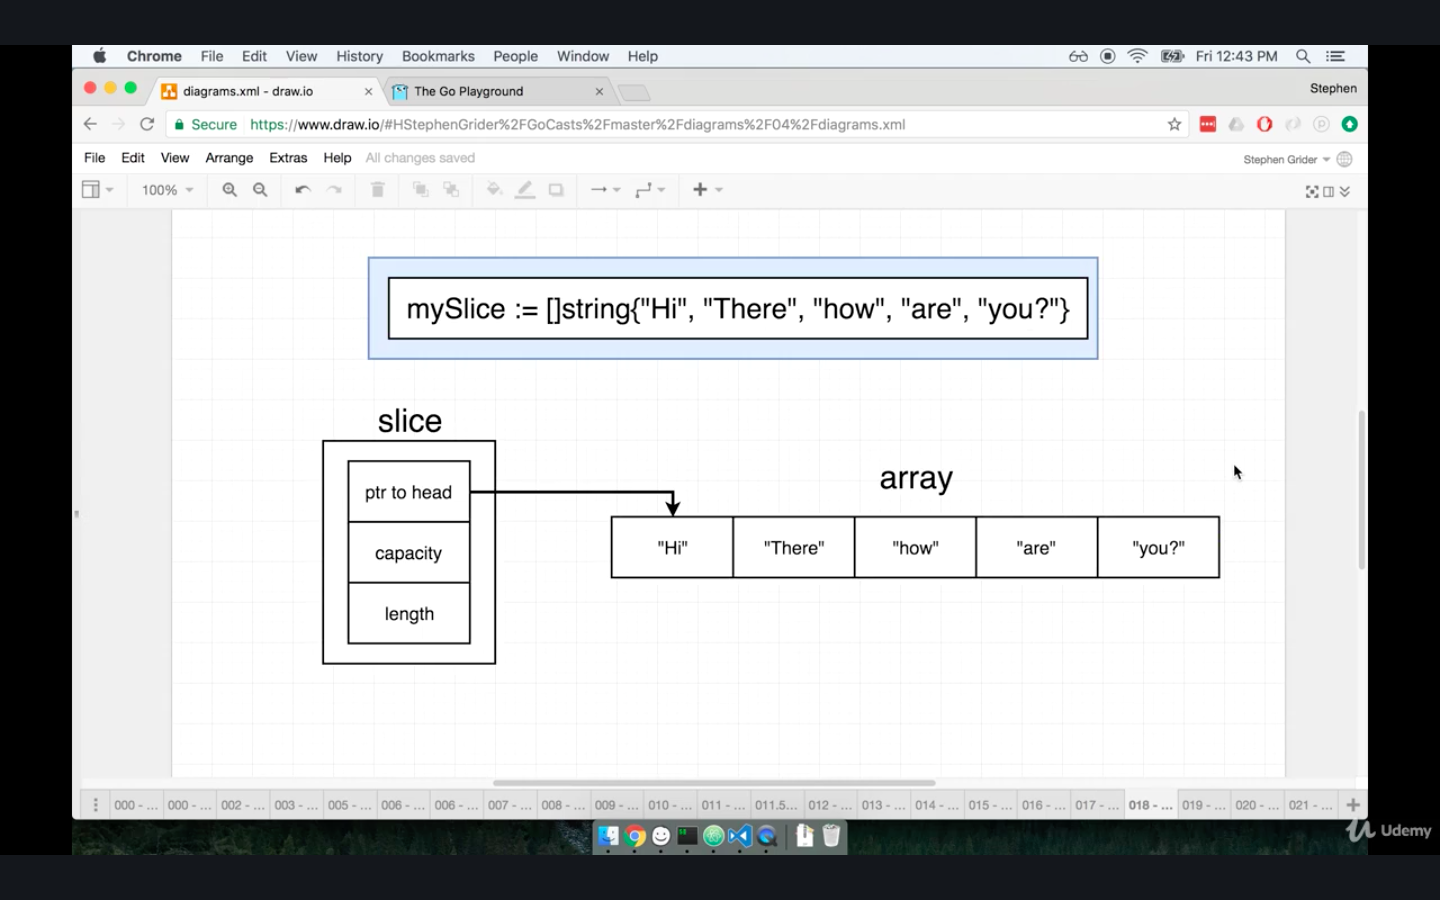 Chrome File Edit View History Bookmarks People Window Help Fri 12:43 PM
diagrams.xml - draw.io The Go Playground Stephen
Secure https://www.draw.io/#HStephenGrider%2FGoCasts%2Fmaster%2Fdiagrams%2F04%2Fdiagrams.xml
File Edit View Arrange Extras Help All changes saved Stephen Grider
100%
mySlice := []string{"Hi", "There", "how", "are", "you?"}
slice
array
ptr to head
"Hi" "There" "how" "are" "you?"
capacity
length
000 - ... 000 - ... 002 - ... 003 - ... 005 - ... 006 - ... 006 - ... 007 - ... 008 - ... 009 - ... 010 - ... 011 - ... 011.5... 012 - ... 013 - ... 014 - ... 015 - ... 016 - ... 017 - ... 018 - ... 019 - ... 020 - ... 021 - ...
Udemy